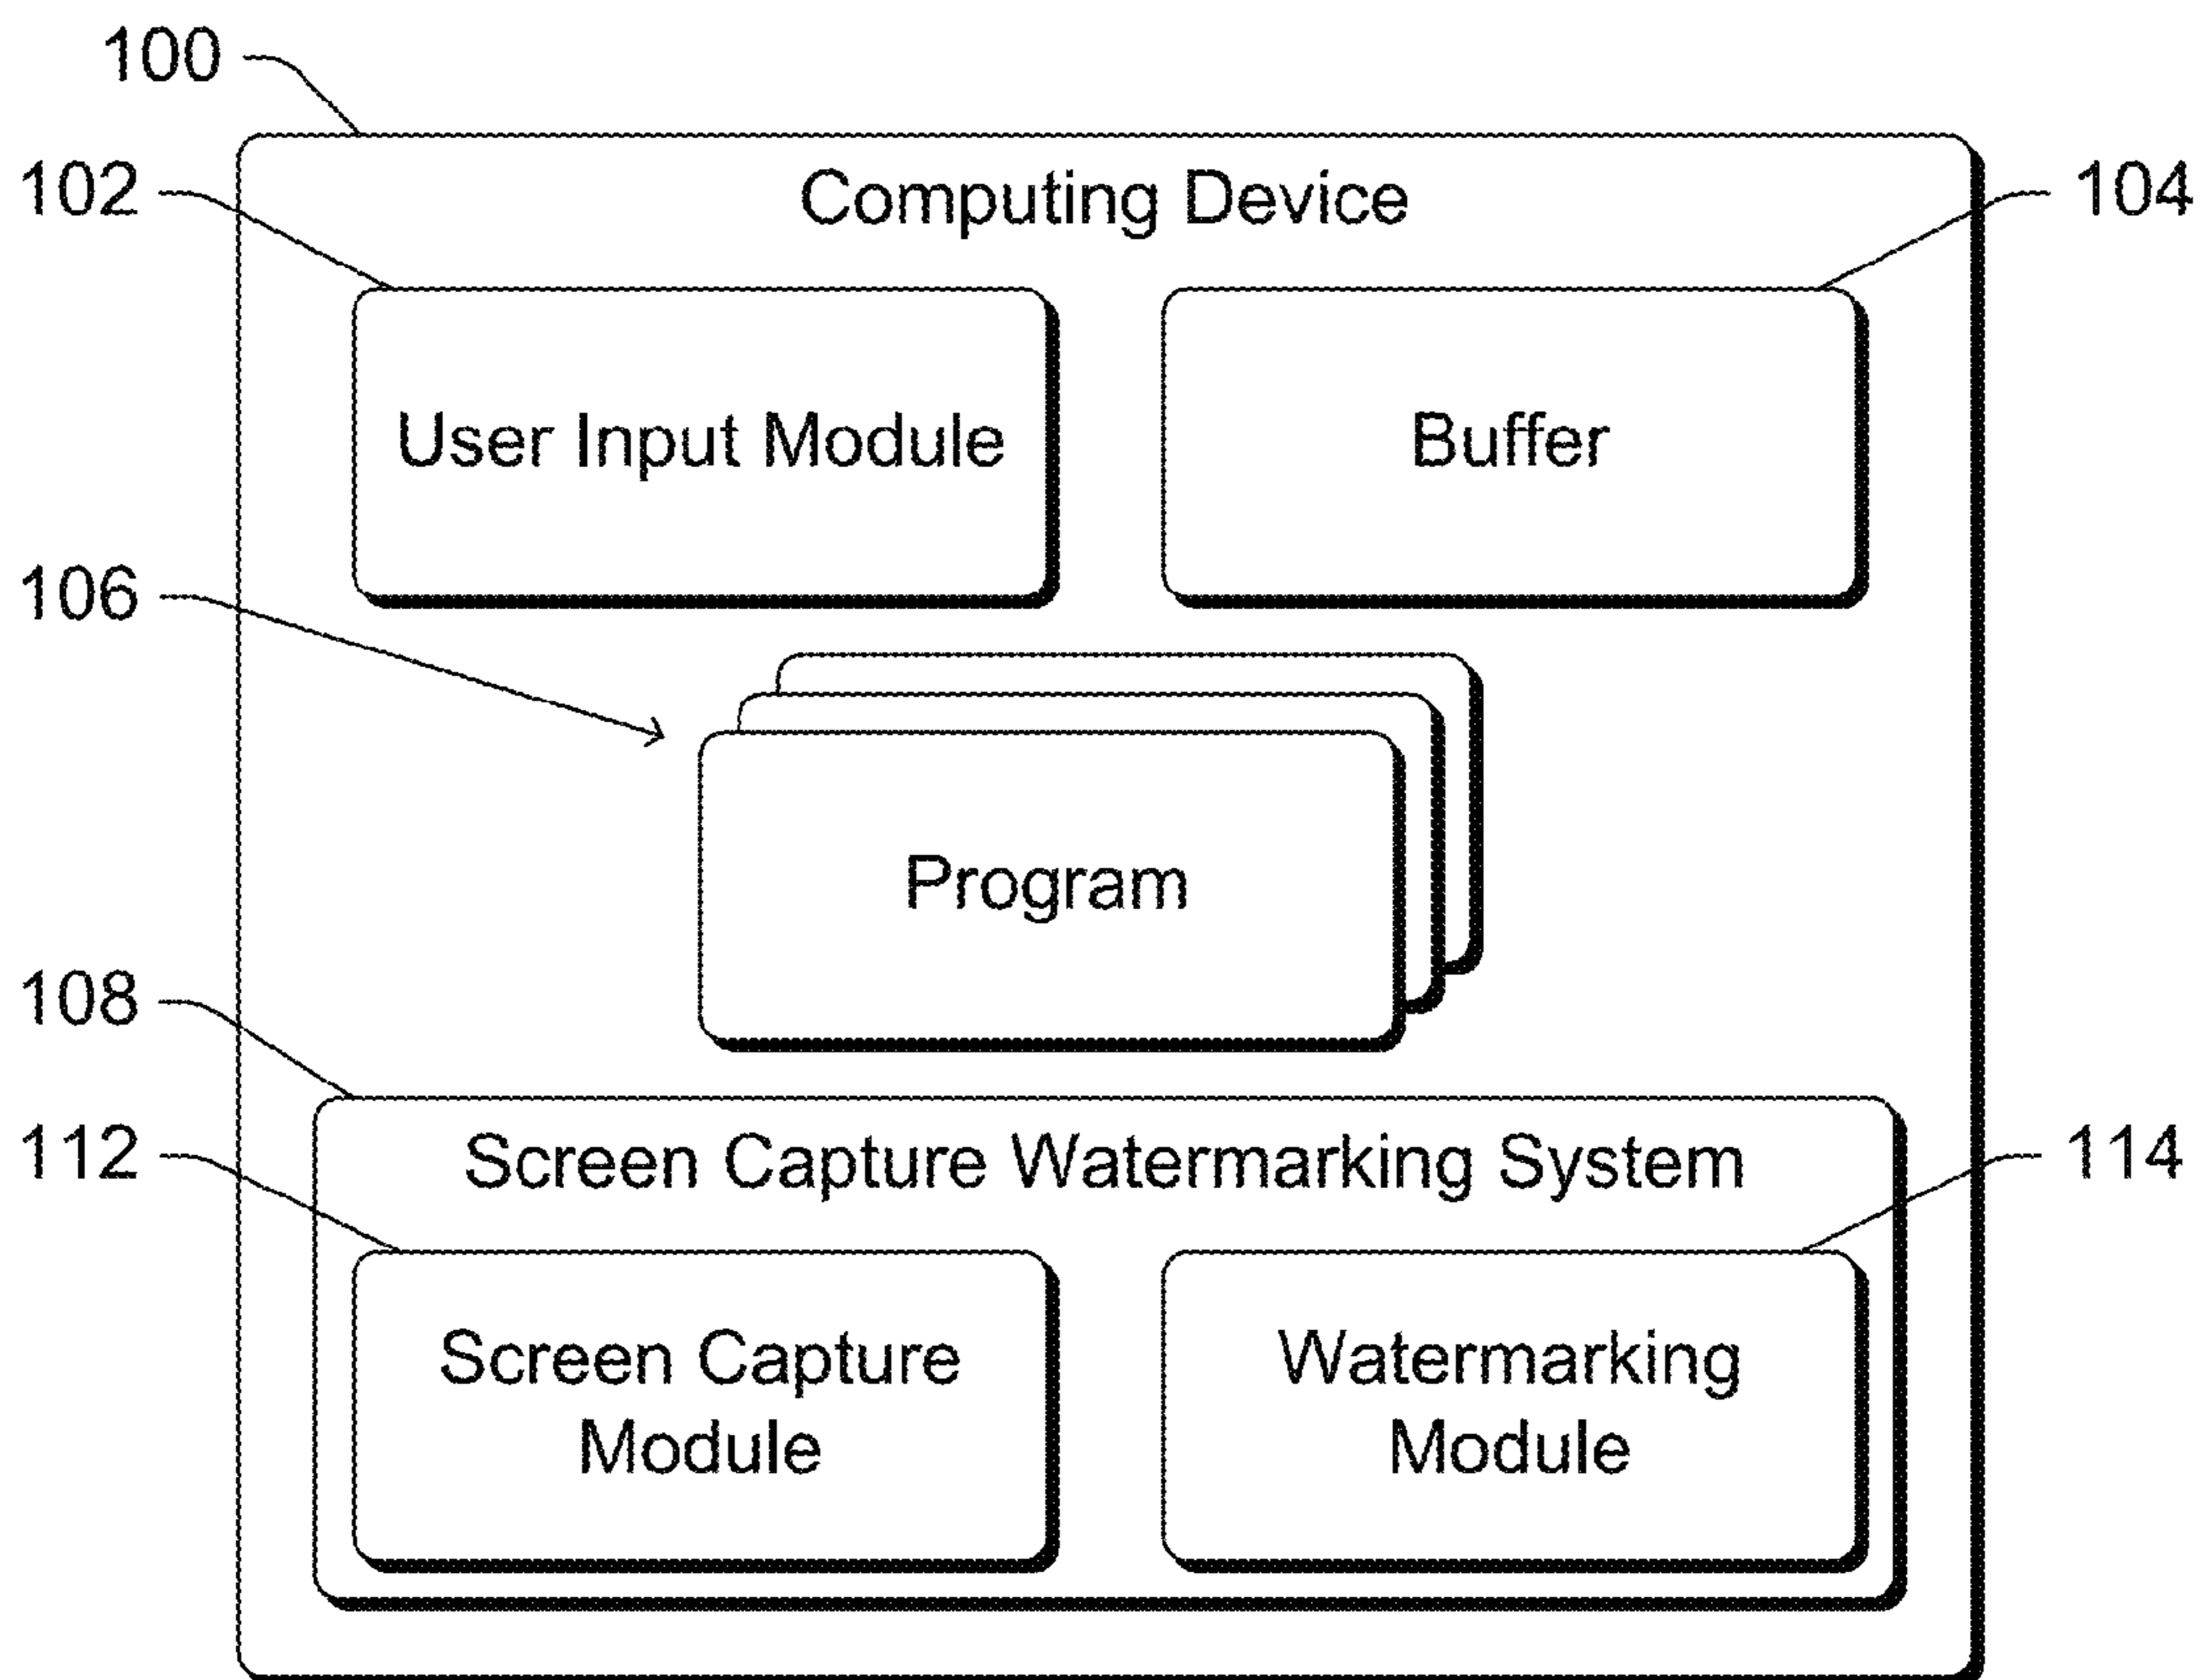 100
102
Computing Device
104
User Input Module
Buffer
106
Program
108
112
Screen Capture Watermarking System
114
Screen Capture
Module
Watermarking
Module